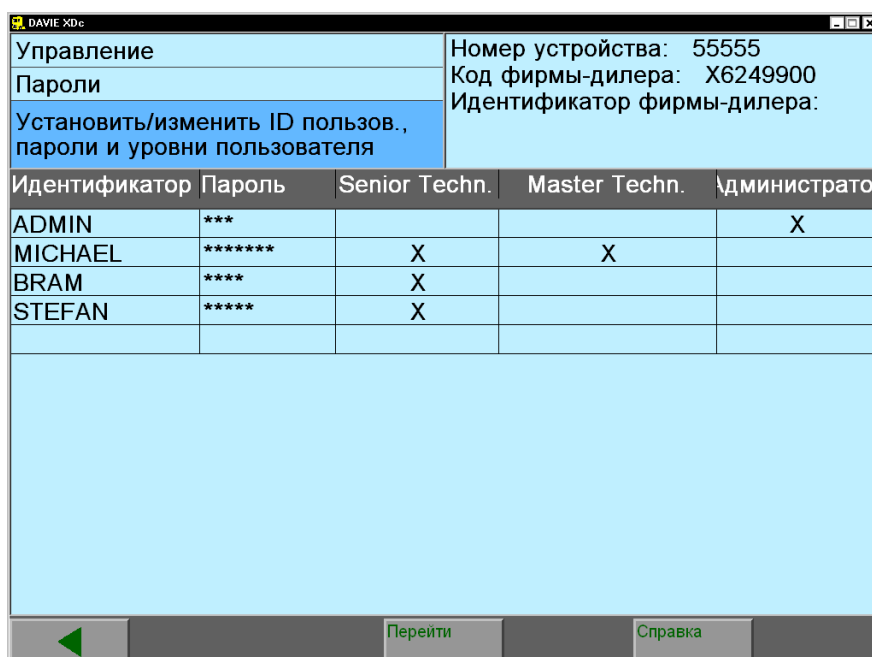 DAVIE XDc
Управление
Пароли
Установить/изменить ID пользов.,
пароли и уровни пользователя
Номер устройства: 55555
Код фирмы-дилера: X6249900
Идентификатор фирмы-дилера:
Идентификатор Пароль Senior Techn. Master Techn. Администрато
ADMIN *** X
MICHAEL ******* X X
BRAM **** X
STEFAN ***** X
Перейти Справка